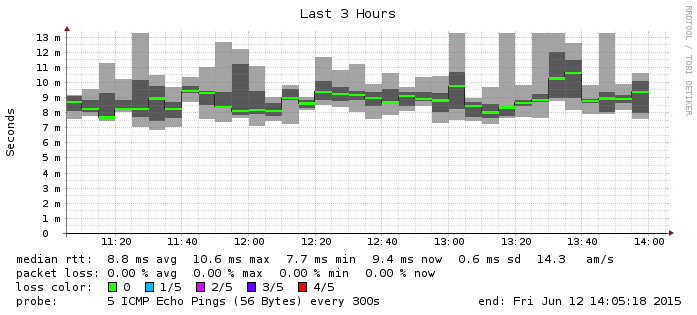 Last 3 Hours
RRDTOOL / TOBI OETIKER
Seconds
13 m
12 m
11 m
10 m
9 m
8 m
7 m
6 m
5 m
4 m
3 m
2 m
1 m
0
11:20 11:40 12:00 12:20 12:40 13:00 13:20 13:40 14:00
median rtt: 8.8 ms avg 10.6 ms max 7.7 ms min 9.4 ms now 0.6 ms sd 14.3 am/s
packet loss: 0.00 % avg 0.00 % max 0.00 % min 0.00 % now
loss color: 0 1/5 2/5 3/5 4/5
probe: 5 ICMP Echo Pings (56 Bytes) every 300s end: Fri Jun 12 14:05:18 2015